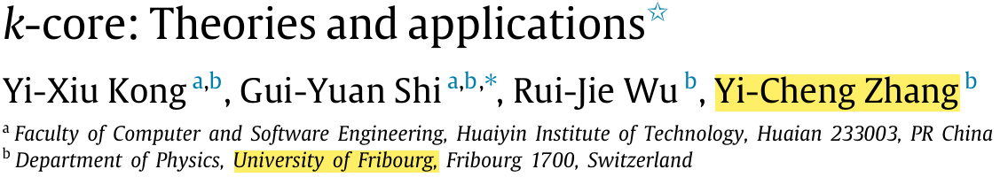 k-core: Theories and applications☆
Yi-Xiu Kong a,b, Gui-Yuan Shi a,b,*, Rui-Jie Wu b, Yi-Cheng Zhang b
a Faculty of Computer and Software Engineering, Huaiyin Institute of Technology, Huaian 233003, PR China
b Department of Physics, University of Fribourg, Fribourg 1700, Switzerland